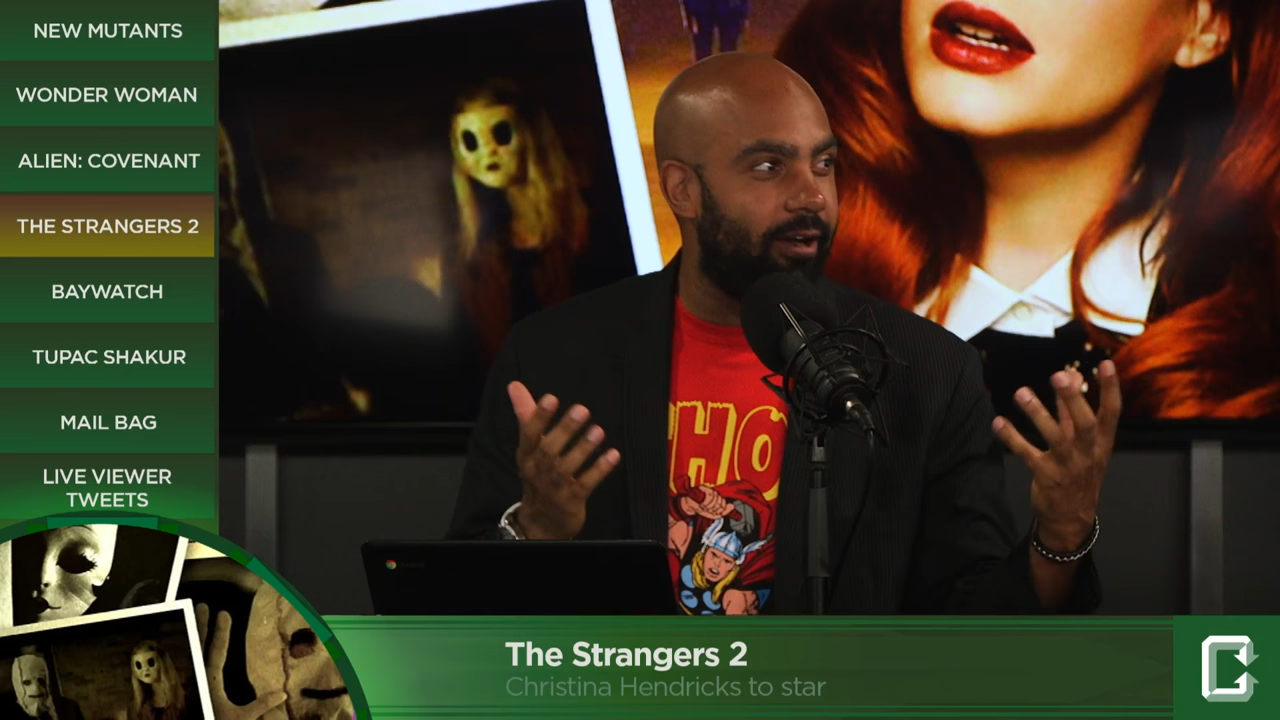 NEW MUTANTS
WONDER WOMAN
ALIEN: COVENANT
THE STRANGERS 2
BAYWATCH
TUPAC SHAKUR
MAIL BAG
LIVE VIEWER
TWEETS
THO
The Strangers 2
Christina Hendricks to star